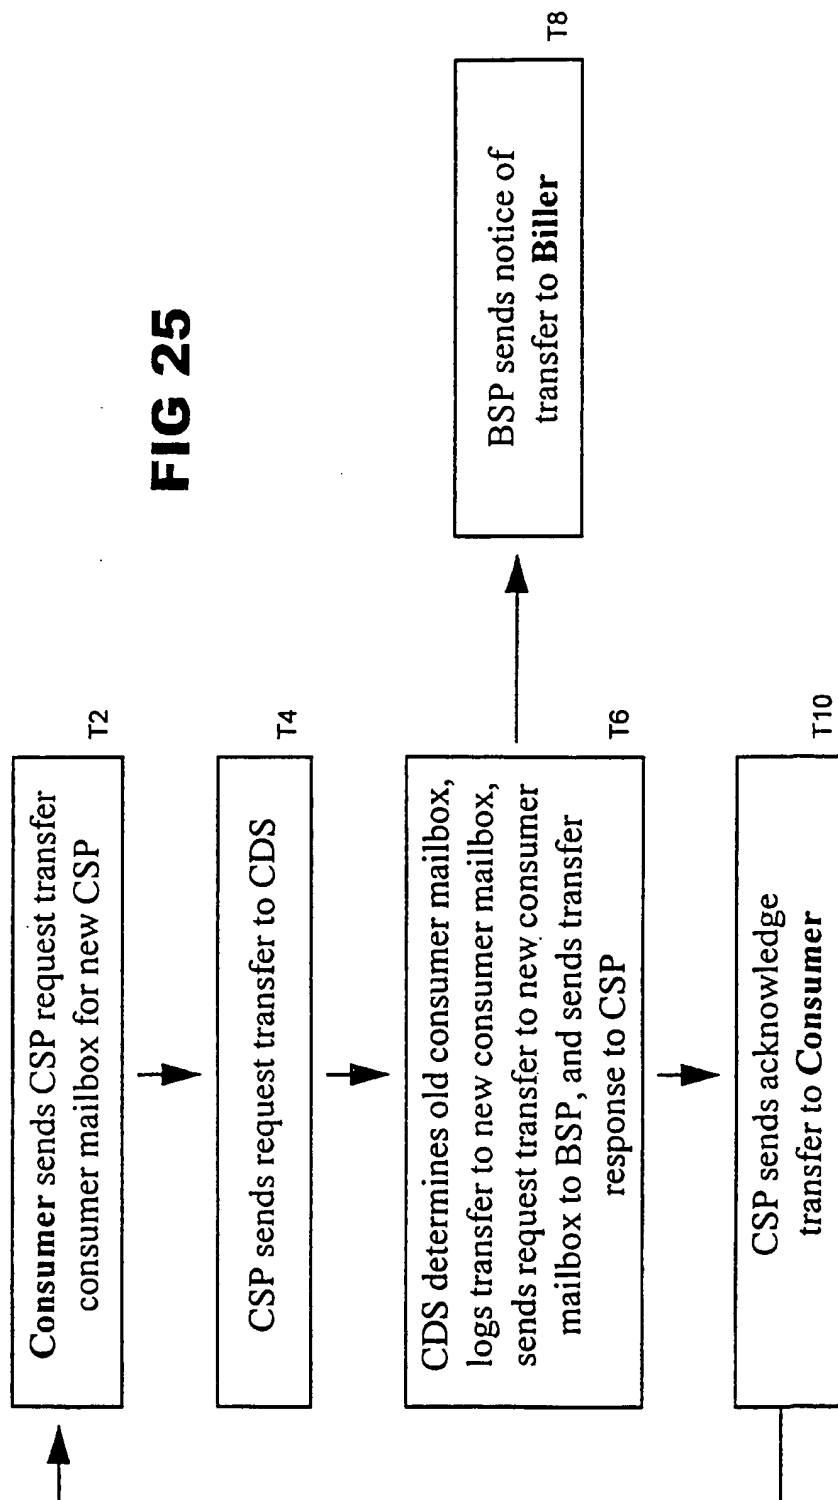 FIG 25
Consumer sends CSP request transfer
consumer mailbox for new CSP
T2
CSP sends request transfer to CDS
T4
CDS determines old consumer mailbox,
logs transfer to new consumer mailbox,
sends request transfer to new consumer
mailbox to BSP, and sends transfer
response to CSP
T6
BSP sends notice of
transfer to Biller
T8
CSP sends acknowledge
transfer to Consumer
T10